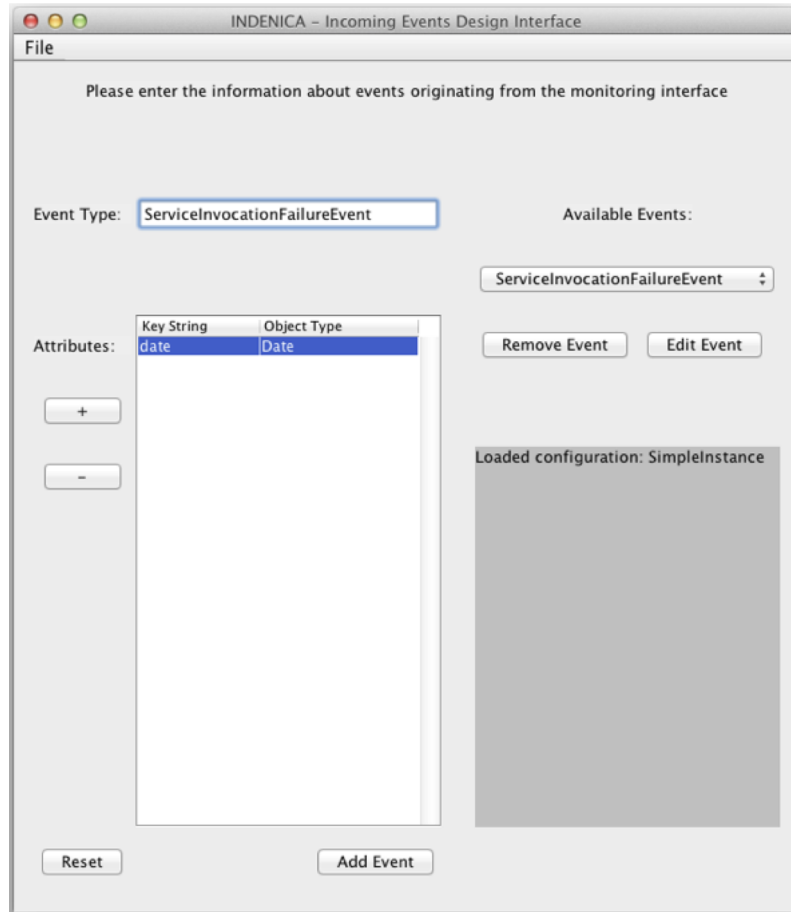 INDENICA – Incoming Events Design Interface
File
Please enter the information about events originating from the monitoring interface
Event Type: ServiceInvocationFailureEvent
Available Events:
ServiceInvocationFailureEvent
Key String Object Type
Attributes: date Date
Remove Event Edit Event
+
-
Loaded configuration: SimpleInstance
Reset Add Event